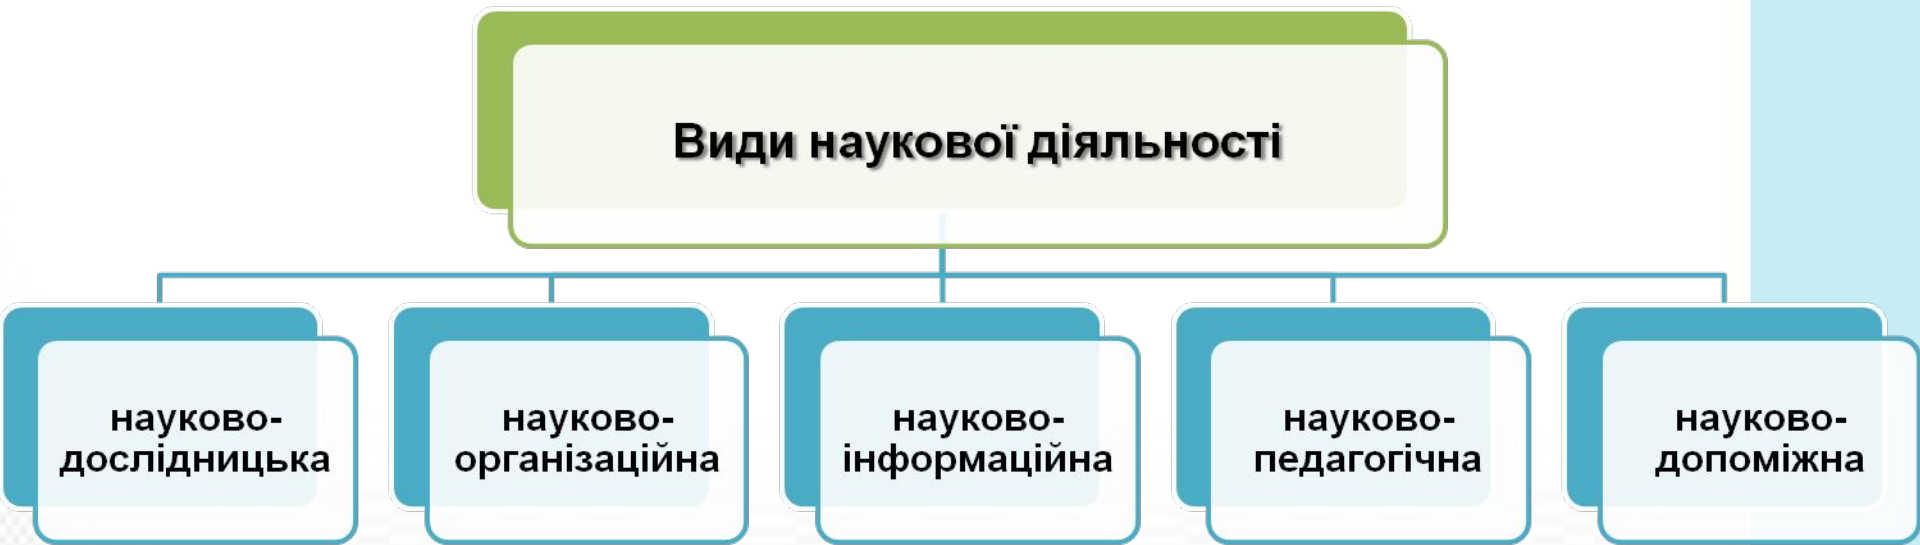 Види наукової діяльності
науково-
дослідницька
науково-
організаційна
науково-
інформаційна
науково-
педагогічна
науково-
допоміжна